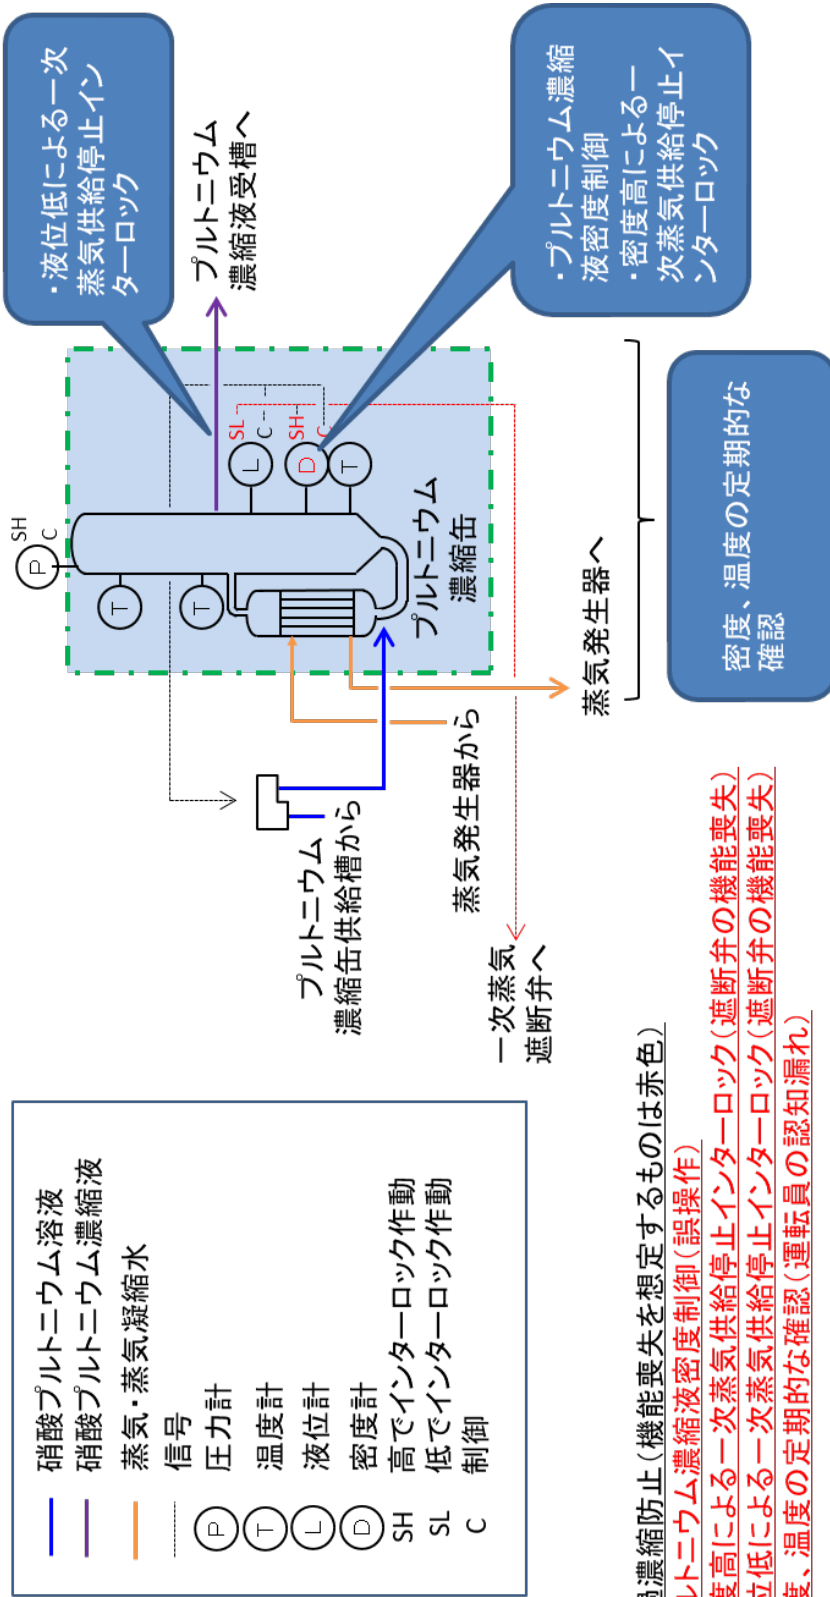 硝酸プルトニウム溶液
硝酸プルトニウム濃縮液
蒸気・蒸気凝縮水
信号
P 圧力計
T 温度計
L 液位計
D 密度計
SH 高でインターロック作動
SL 低でインターロック作動
C 制御
・液位低による一次
蒸気供給停止イン
ターロック
プルトニウム
濃縮液受槽へ
P
SH
C
T
T
L
SL
C
D
SH
C
T
プルトニウム
濃縮缶
プルトニウム
濃縮缶供給槽から
蒸気発生器から
一次蒸気
遮断弁へ
蒸気発生器へ
・プルトニウム濃縮
液密度制御
・密度高による一
次蒸気供給停止イ
ンターロック
密度、温度の定期的な
確認
濃縮防止(機能喪失を想定するものは赤色)
ルトニウム濃縮液密度制御(誤操作)
度高による一次蒸気供給停止インターロック(遮断弁の機能喪失)
位低による一次蒸気供給停止インターロック(遮断弁の機能喪失)
度、温度の定期的な確認(運転員の認知漏れ)